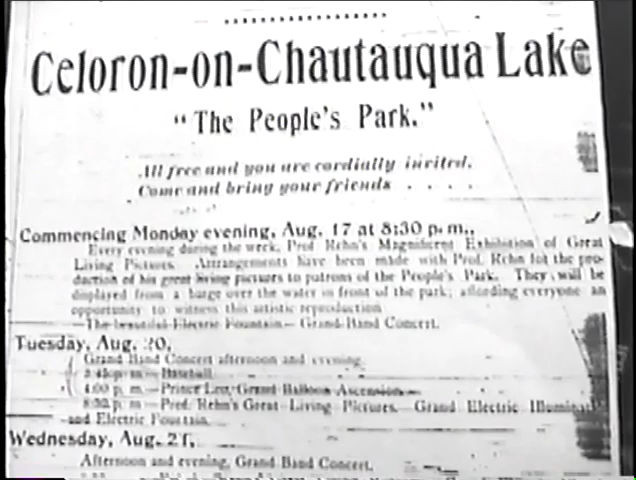 Celoron-on-Chautauqua Lake
"The People's Park."
All free and you are cordially invited.
Come and bring your friends . . . .
Commencing Monday evening, Aug. 17 at 8:30 p. m.,
Every evening during the week, Prof. Rehn's Magnificent Exhibition of Great
Living Pictures. Arrangements have been made with Prof. Rehn for the pro-
duction of his great living pictures to patrons of the People's Park. They will be
displayed from a barge over the water in front of the park; affording everyone an
opportunity to witness this artistic reproduction
—The beautiful Electric Fountain—Grand Band Concert.
Tuesday, Aug. 20.
Grand Band Concert afternoon and evening.
p. m.—Baseball
4:00 p. m.—Prince Leo, Grand Balloon Ascension
8:30 p. m—Prof. Rehn's Great Living Pictures. Grand Electric
and Electric Fountain.
Wednesday, Aug. 21.
Afternoon and evening, Grand Band Concert.